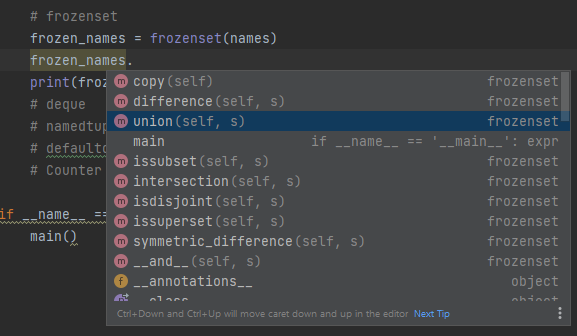 # frozenset
frozen_names = frozenset(names)
frozen_names.
print(froz
# deque
# namedtup
# defaultd
# Counter
if __name__ ==
main()
m copy(self) frozenset
m difference(self, s) frozenset
m union(self, s) frozenset
main if __name__ == '__main__': expr
m issubset(self, s) frozenset
m intersection(self, s) frozenset
m isdisjoint(self, s) frozenset
m issuperset(self, s) frozenset
m symmetric_difference(self, s) frozenset
m __and__(self, s) frozenset
f __annotations__ object
__class__ object
Ctrl+Down and Ctrl+Up will move caret down and up in the editor Next Tip